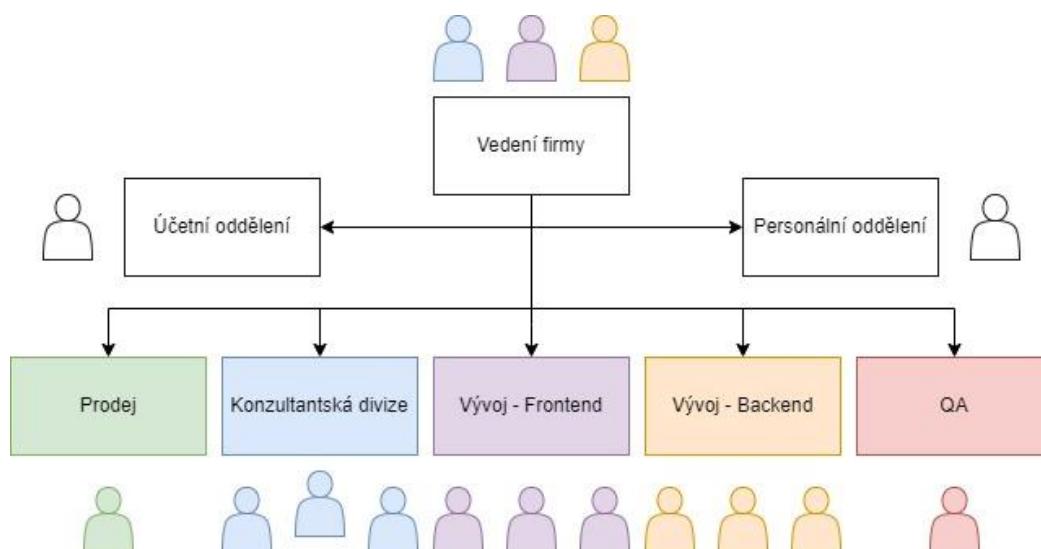 Vedení firmy
Účetní oddělení
Personální oddělení
Prodej
Konzultantská divize
Vývoj - Frontend
Vývoj - Backend
QA